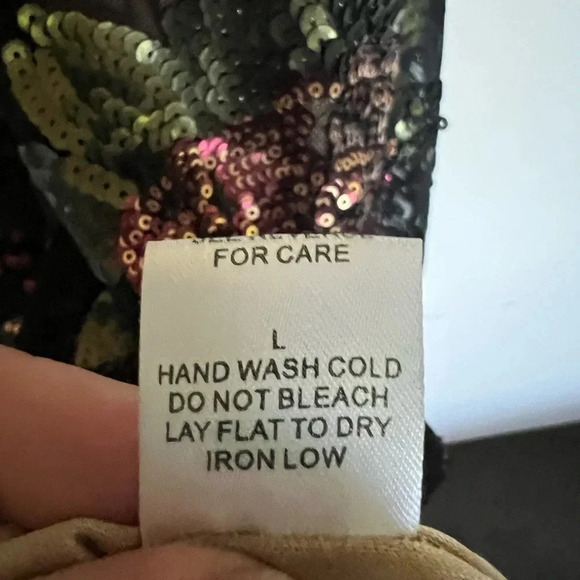 FOR CARE
L
HAND WASH COLD
DO NOT BLEACH
LAY FLAT TO DRY
IRON LOW